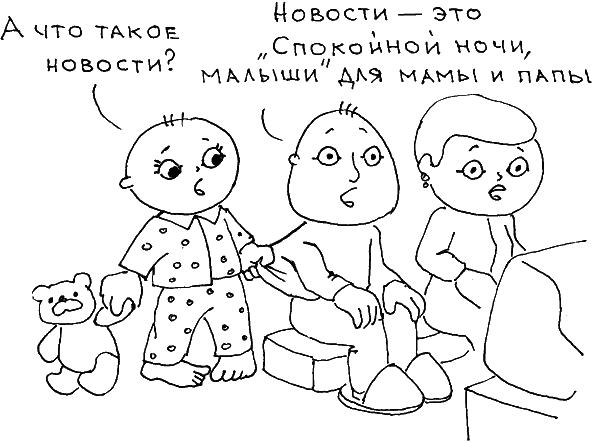 А что такое
новости?
Новости — это
„Спокойной ночи,
малыши“ для мамы и папы